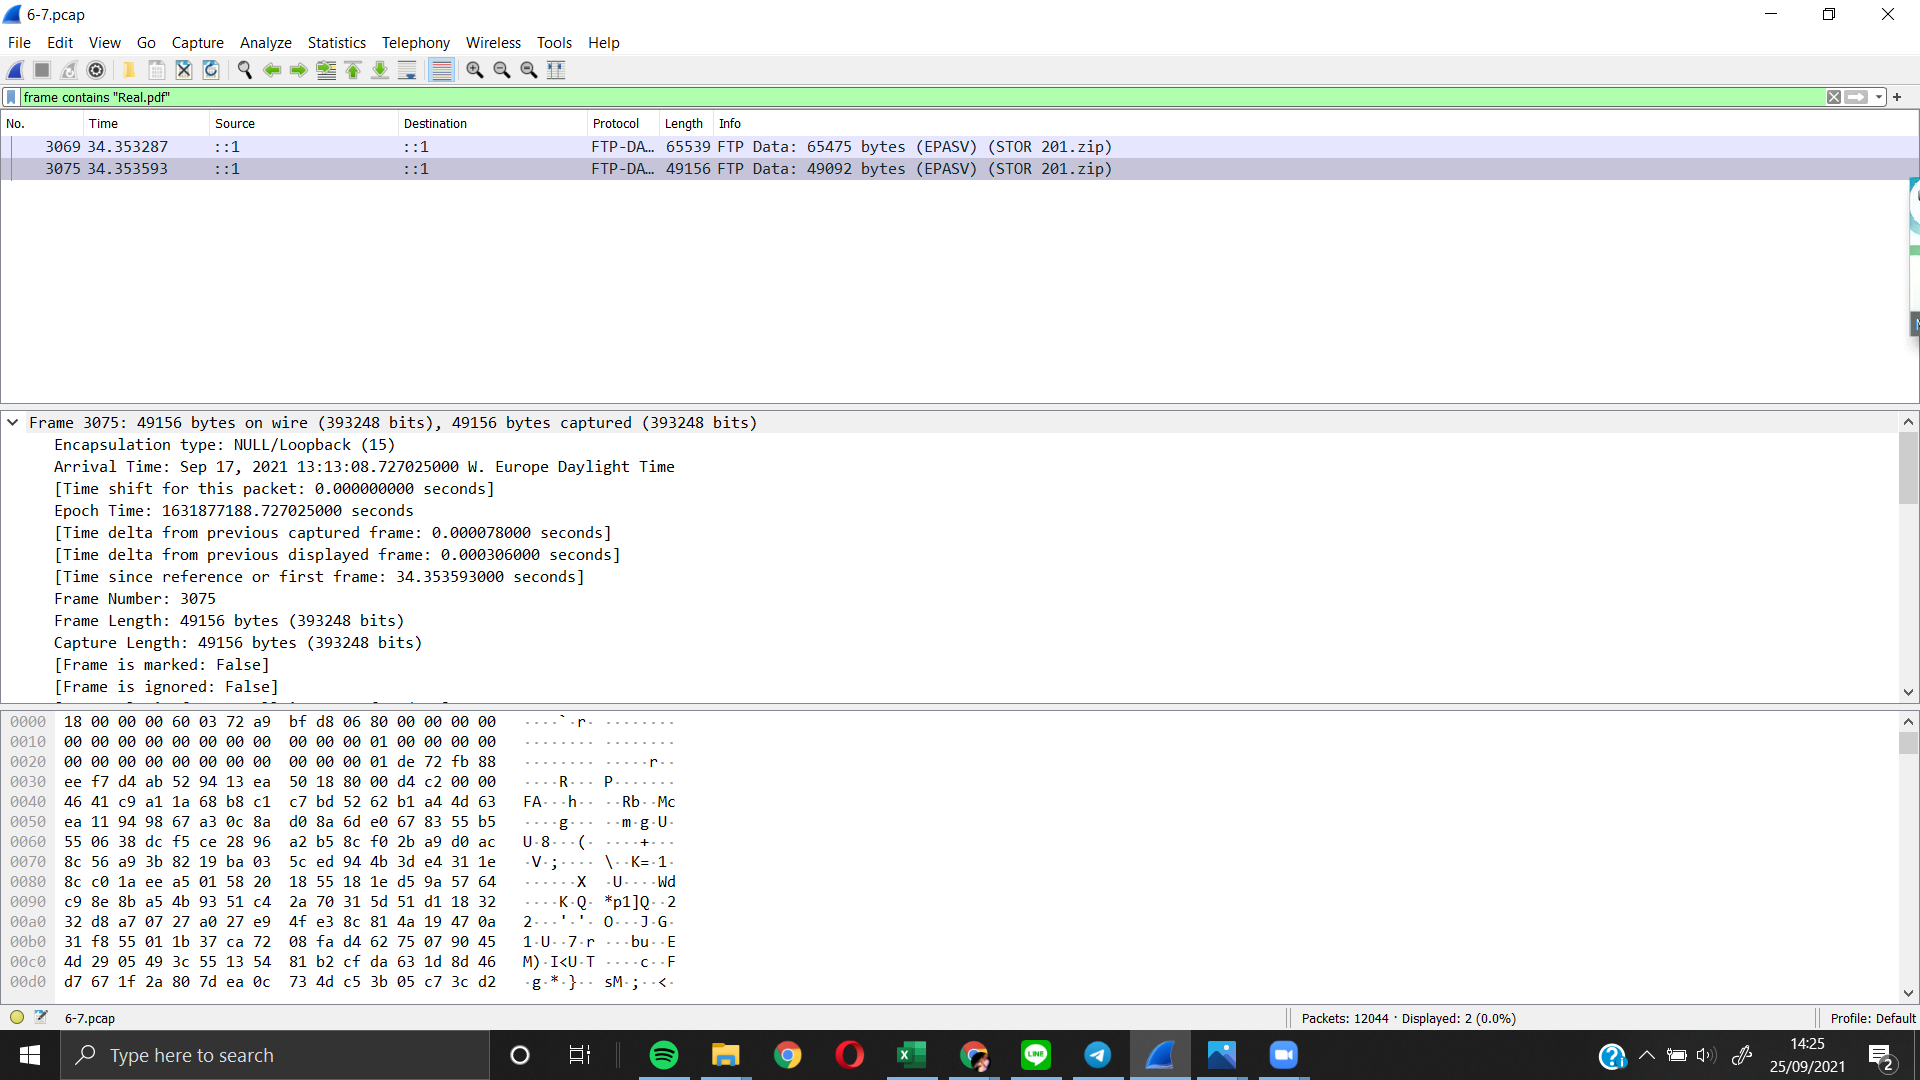 6-7.pcap
File Edit View Go Capture Analyze Statistics Telephony Wireless Tools Help
frame contains "Real.pdf"
No. Time Source Destination Protocol Length Info
3069 34.353287 ::1 ::1 FTP-DA… 65539 FTP Data: 65475 bytes (EPASV) (STOR 201.zip)
3075 34.353593 ::1 ::1 FTP-DA… 49156 FTP Data: 49092 bytes (EPASV) (STOR 201.zip)
Frame 3075: 49156 bytes on wire (393248 bits), 49156 bytes captured (393248 bits)
Encapsulation type: NULL/Loopback (15)
Arrival Time: Sep 17, 2021 13:13:08.727025000 W. Europe Daylight Time
[Time shift for this packet: 0.000000000 seconds]
Epoch Time: 1631877188.727025000 seconds
[Time delta from previous captured frame: 0.000078000 seconds]
[Time delta from previous displayed frame: 0.000306000 seconds]
[Time since reference or first frame: 34.353593000 seconds]
Frame Number: 3075
Frame Length: 49156 bytes (393248 bits)
Capture Length: 49156 bytes (393248 bits)
[Frame is marked: False]
[Frame is ignored: False]
0000 18 00 00 00 60 03 72 a9 bf d8 06 80 00 00 00 00 ····`·r· ········
0010 00 00 00 00 00 00 00 00 00 00 00 01 00 00 00 00 ········ ········
0020 00 00 00 00 00 00 00 00 00 00 00 01 de 72 fb 88 ········ ·····r··
0030 ee f7 d4 ab 52 94 13 ea 50 18 80 00 d4 c2 00 00 ····R··· P·······
0040 46 41 c9 a1 1a 68 b8 c1 c7 bd 52 62 b1 a4 4d 63 FA···h·· ··Rb··Mc
0050 ea 11 94 98 67 a3 0c 8a d0 8a 6d e0 67 83 55 b5 ····g··· ··m·g·U·
0060 55 06 38 dc f5 ce 28 96 a2 b5 8c f0 2b a9 d0 ac U·8···(· ····+···
0070 8c 56 a9 3b 82 19 ba 03 5c ed 94 4b 3d e4 31 1e ·V·;···· \··K=·1·
0080 8c c0 1a ee a5 01 58 20 18 55 18 1e d5 9a 57 64 ······X  ·U····Wd
0090 c9 8e 8b a5 4b 93 51 c4 2a 70 31 5d 51 d1 18 32 ····K·Q· *p1]Q··2
00a0 32 d8 a7 07 27 a0 27 e9 4f e3 8c 81 4a 19 47 0a 2···'·'· O···J·G·
00b0 31 f8 55 01 1b 37 ca 72 08 fa d4 62 75 07 90 45 1·U··7·r ···bu··E
00c0 4d 29 05 49 3c 55 13 54 81 b2 cf da 63 1d 8d 46 M)·I<U·T ····c··F
00d0 d7 67 1f 2a 80 7d ea 0c 73 4d c5 3b 05 c7 3c d2 ·g·*·}·· sM·;··<·
6-7.pcap Packets: 12044 · Displayed: 2 (0.0%) Profile: Default
Type here to search
LINE
14:25
25/09/2021
2